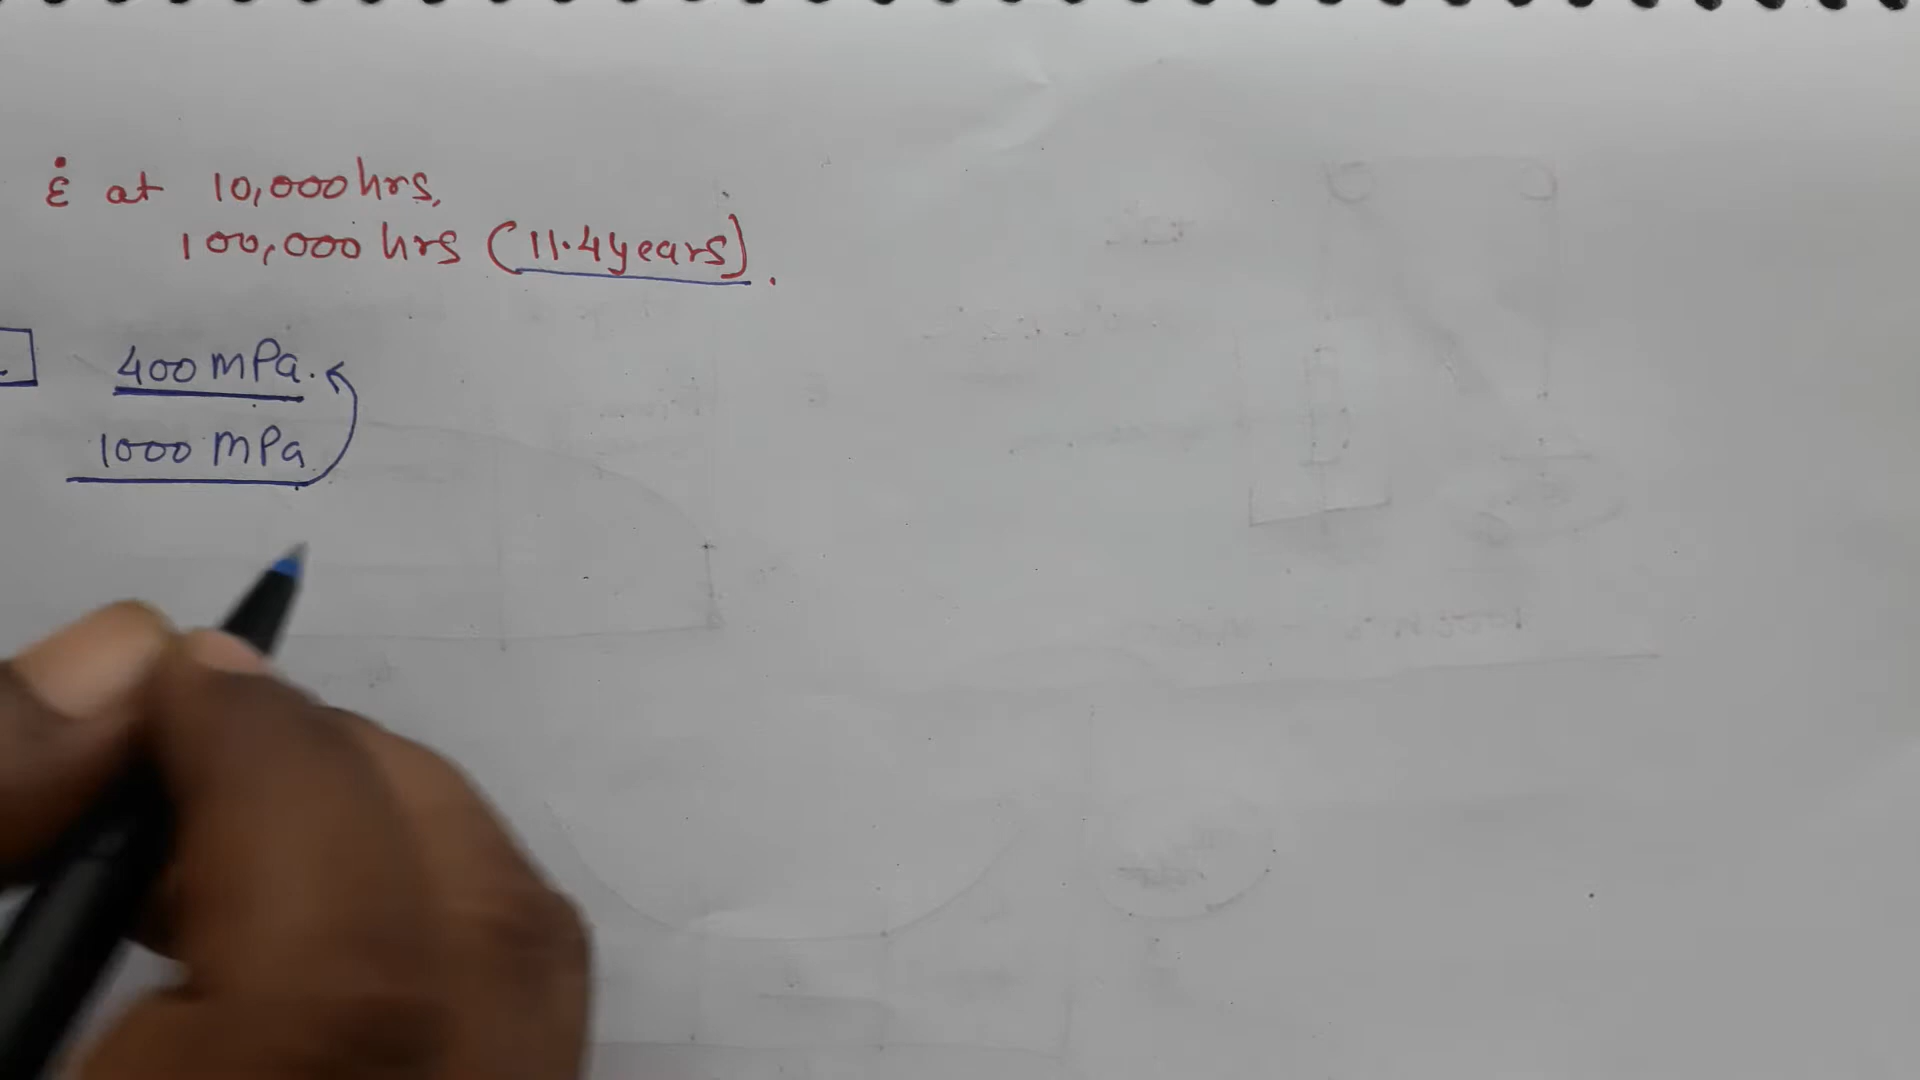 ε̇ at 10,000 hrs,
100,000 hrs (11.4 years).
400 mPa.
1000 mPa